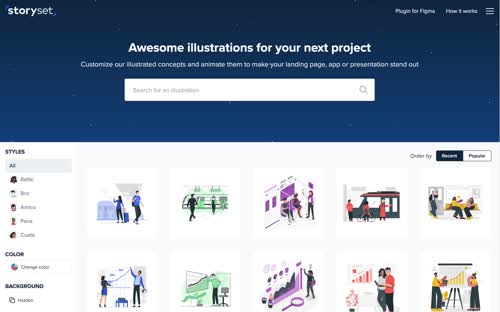 storyset
Plugin for Figma
How it works
Awesome illustrations for your next project
Customize our illustrated concepts and animate them to make your landing page, app or presentation stand out
Search for an illustration
STYLES
All
Rafiki
Bro
Amico
Pana
Cuate
COLOR
Change color
BACKGROUND
Hidden
Order by
Recent
Popular